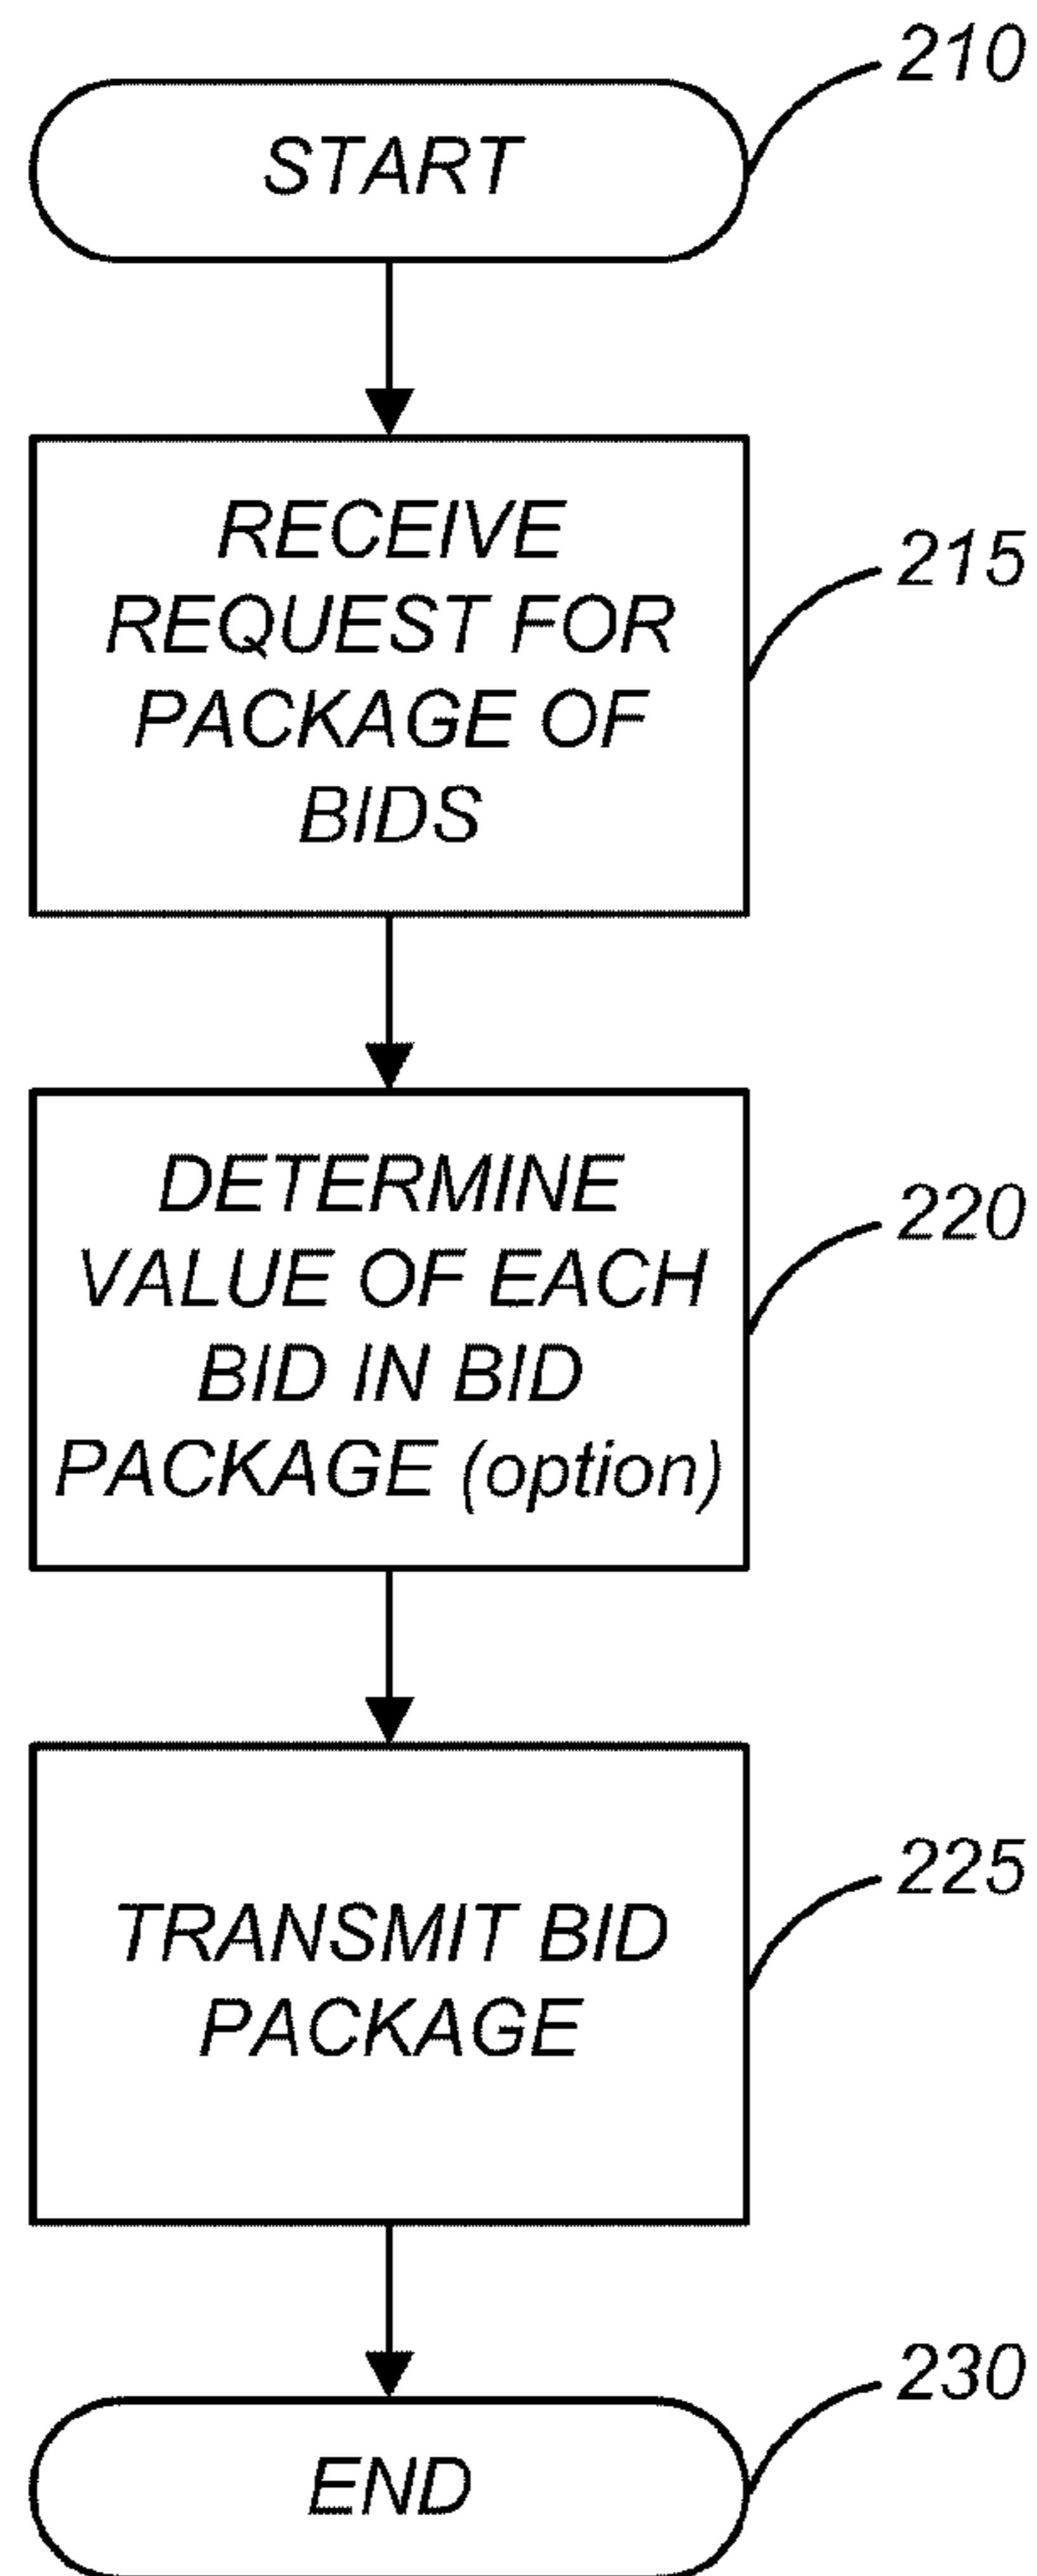 210
START
RECEIVE
REQUEST FOR
PACKAGE OF
BIDS
215
DETERMINE
VALUE OF EACH
BID IN BID
PACKAGE (option)
220
TRANSMIT BID
PACKAGE
225
END
230